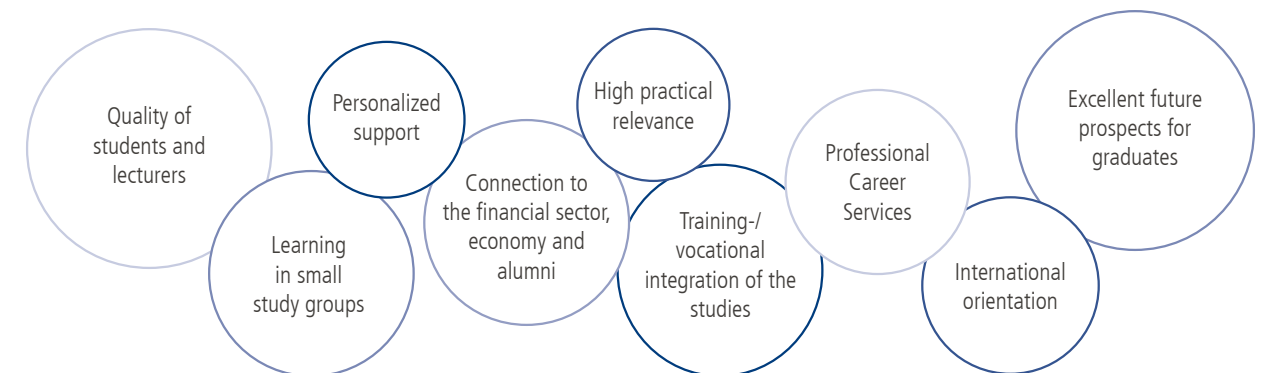 Quality of
students and
lecturers
Learning
in small
study groups
Personalized
support
Connection to
the financial sector,
economy and
alumni
High practical
relevance
Training-/
vocational
integration of the
studies
Professional
Career
Services
International
orientation
Excellent future
prospects for
graduates